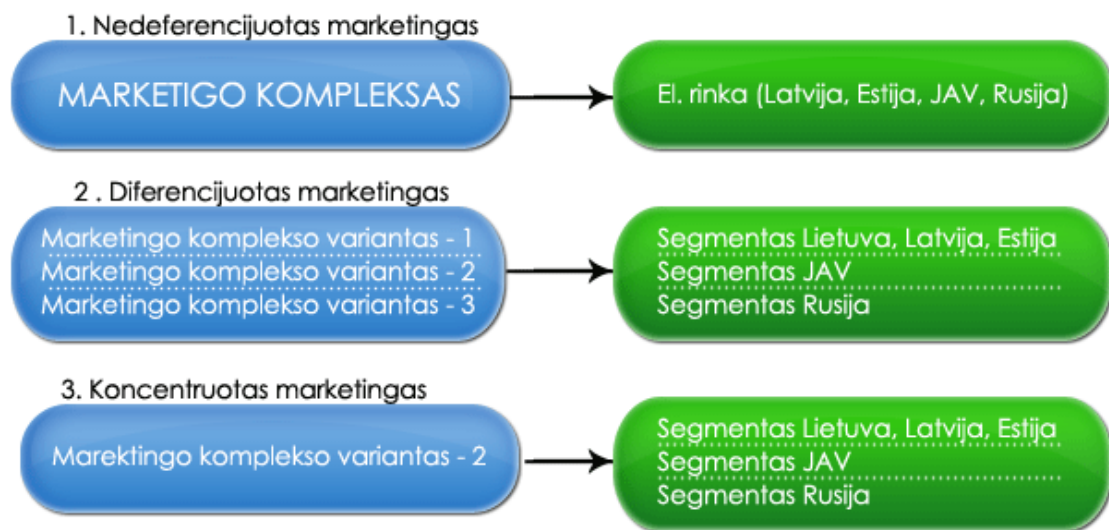 1. Nedeferencijuotas marketingas
MARKETIGO KOMPLEKSAS
El. rinka (Latvija, Estija, JAV, Rusija)
2 . Diferencijuotas marketingas
Marketingo komplekso variantas - 1
Marketingo komplekso variantas - 2
Marketingo komplekso variantas - 3
Segmentas Lietuva, Latvija, Estija
Segmentas JAV
Segmentas Rusija
3. Koncentruotas marketingas
Marektingo komplekso variantas - 2
Segmentas Lietuva, Latvija, Estija
Segmentas JAV
Segmentas Rusija